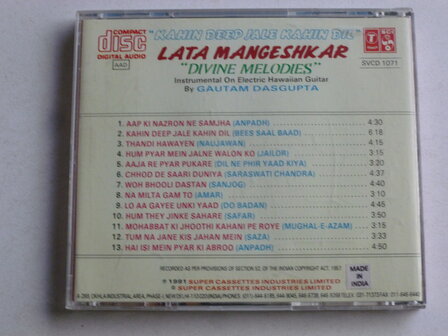 COMPACT
disc
DIGITAL AUDIO
AAD
"KAHIN DEEP JALE KAHIN DIL"
LATA MANGESHKAR
"DIVINE MELODIES"
Instrumental On Electric Hawaiian Guitar
By GAUTAM DASGUPTA
T
SVCD 1071
1. AAP KI NAZRON NE SAMJHA (ANPADH) 4:30
2. KAHIN DEEP JALE KAHIN DIL (BEES SAAL BAAD) 6:18
3. THANDI HAWAYEN (NAUJAWAN) 4:15
4. HUM PYAR MEIN JALNE WALON KO (JAILOR) 3:15
5. AAJA RE PYAR PUKARE (DIL NE PHIR YAAD KIYA) 3:20
6. CHHOD DE SAARI DUNIYA (SARASWATI CHANDRA) 4:37
7. WOH BHOOLI DASTAN (SANJOG) 4:40
8. NA MILTA GAM TO (AMAR) 3:10
9. LO AA GAYEE UNKI YAAD (DO BADAN) 4:45
10. HUM THEY JINKE SAHARE (SAFAR) 3:50
11. MOHABBAT KI JHOOTHI KAHANI PE ROYE (MUGHAL-E-AZAM) 3:15
12. TUM NA JANE KIS JAHAN MEIN (SAZA) 3:33
13. HAI ISI MEIN PYAR KI ABROO (ANPADH) 3:50
RECORDED AS PER PROVISIONS OF SECTION 52, OF THE INDIAN COPYRIGHT ACT, 1957.
℗ 1991 SUPER CASSETTES INDUSTRIES LIMITED
© SUPER CASSETTES INDUSTRIES LIMITED
MADE IN
INDIA